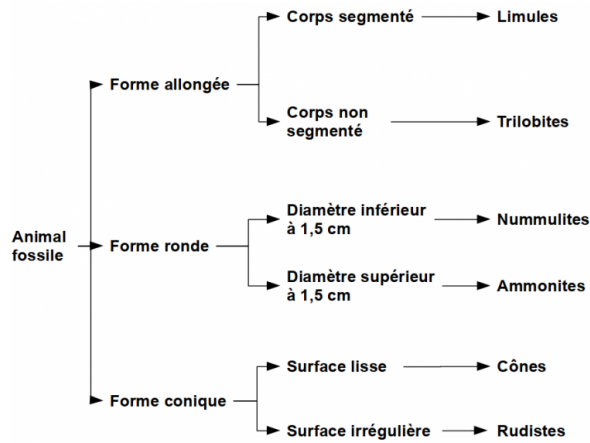 Animal
fossile
Forme allongée
Corps segmenté
Limules
Corps non
segmenté
Trilobites
Forme ronde
Diamètre inférieur
à 1,5 cm
Nummulites
Diamètre supérieur
à 1,5 cm
Ammonites
Forme conique
Surface lisse
Cônes
Surface irrégulière
Rudistes